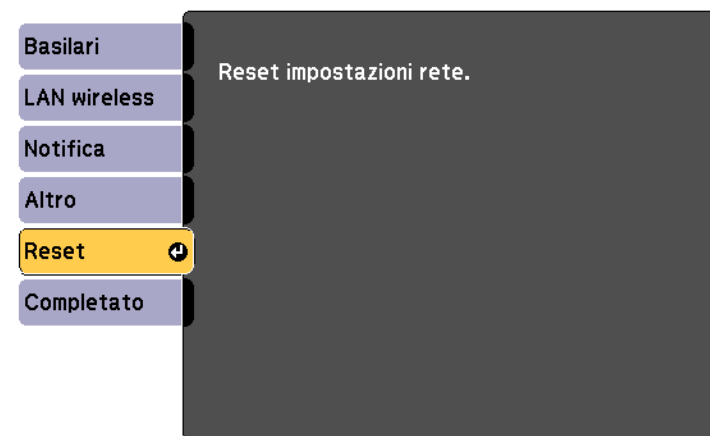 Basilari
LAN wireless
Notifica
Altro
Reset
Completato
Reset impostazioni rete.